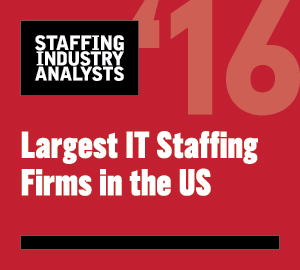 ‘16
STAFFING
INDUSTRY
ANALYSTS
Largest IT Staffing
Firms in the US